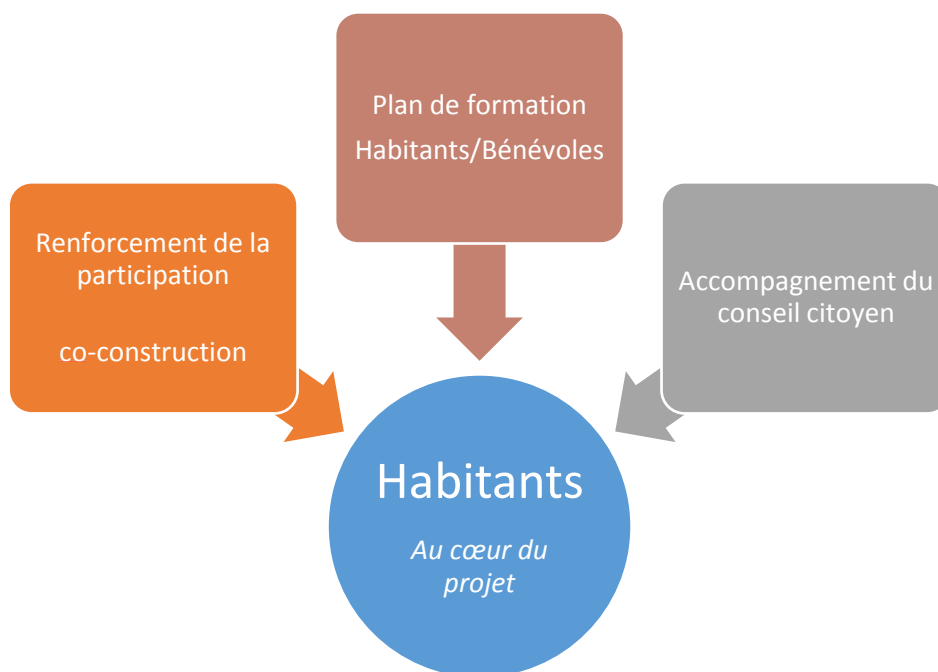 Plan de formation
Habitants/Bénévoles
Renforcement de la
participation
co-construction
Accompagnement du
conseil citoyen
Habitants
Au cœur du
projet